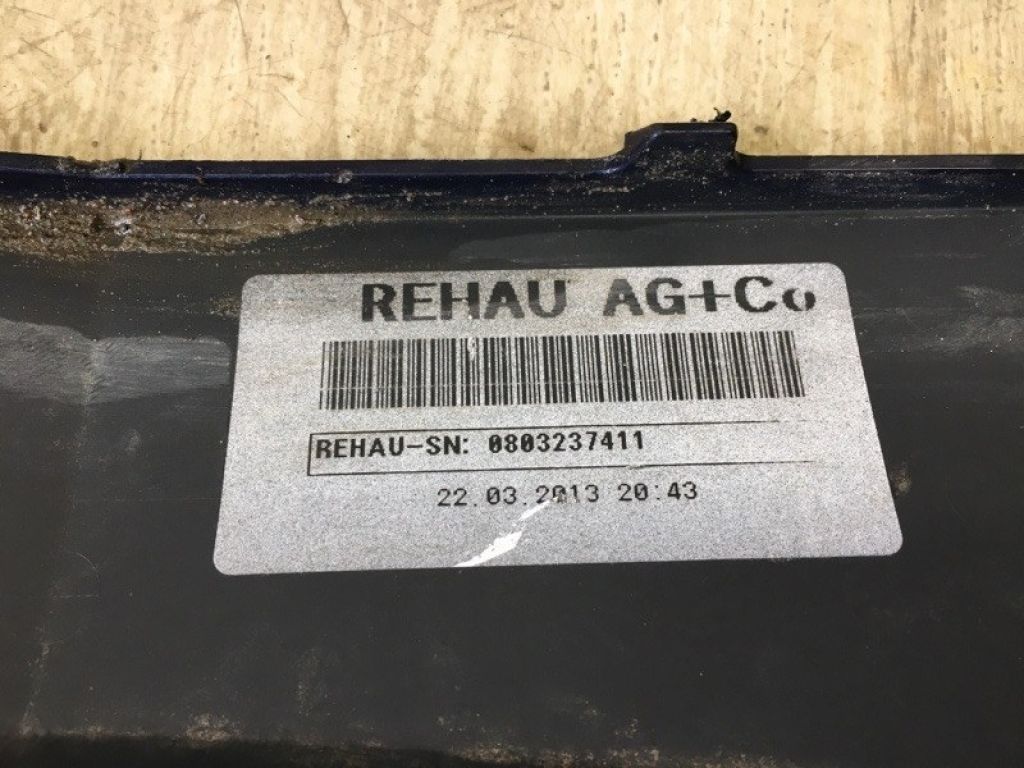 REHAU AG+Co
REHAU-SN: 0803237411
22.03.2013 20:43